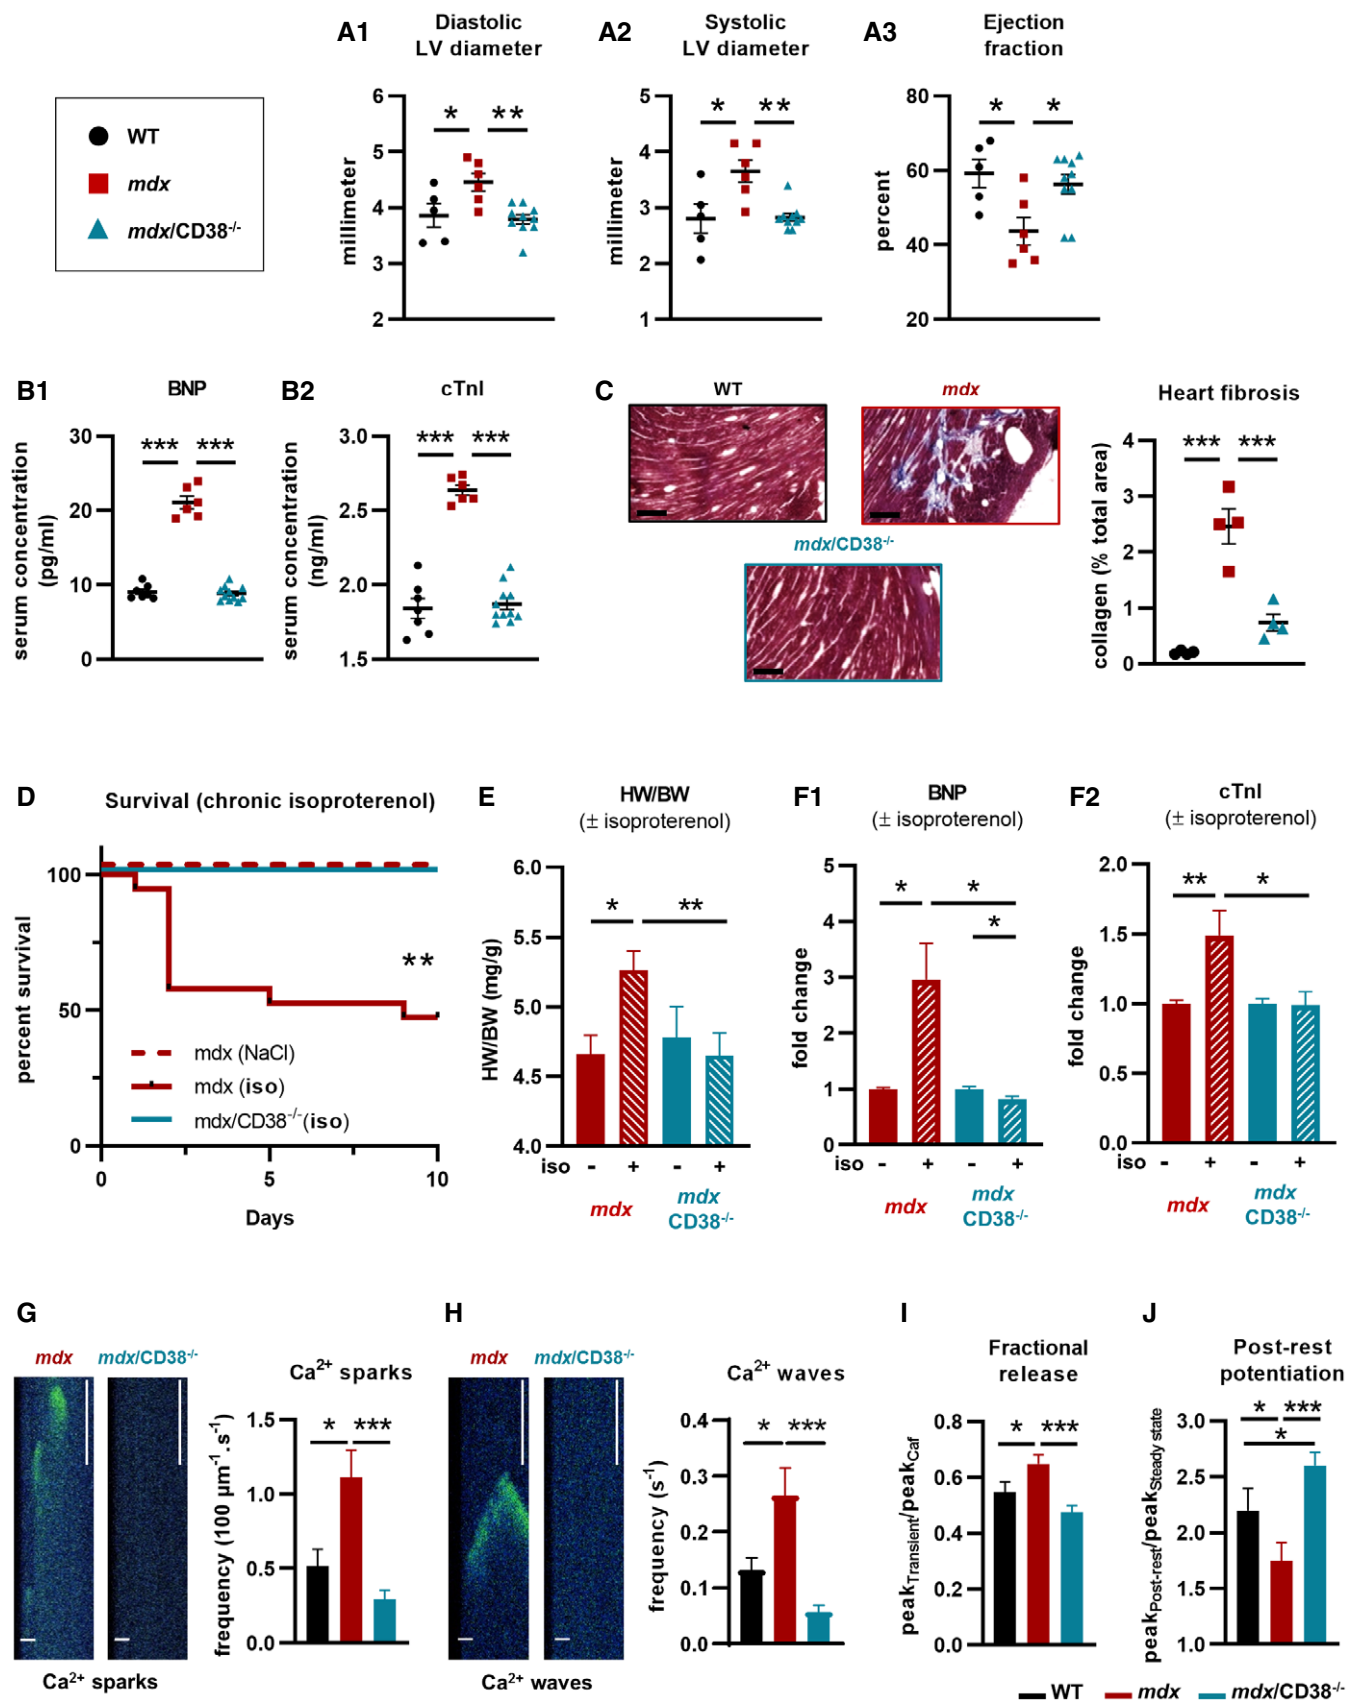 A1
Diastolic
LV diameter
A2
Systolic
LV diameter
A3
Ejection
fraction
WT
mdx
mdx/CD38-/-
millimeter
6
5
4
3
2
*
**
millimeter
5
4
3
2
1
*
**
percent
80
60
40
20
*
*
B1
BNP
serum concentration
(pg/ml)
30
20
10
0
***
***
B2
cTnI
serum concentration
(ng/ml)
3.0
2.5
2.0
1.5
***
***
C
WT
mdx
mdx/CD38-/-
Heart fibrosis
collagen (% total area)
4
3
2
1
0
***
***
D
Survival (chronic isoproterenol)
percent survival
100
50
0
**
mdx (NaCl)
mdx (iso)
mdx/CD38-/-(iso)
0
5
10
Days
E
HW/BW
(± isoproterenol)
HW/BW (mg/g)
6.0
5.5
5.0
4.5
4.0
*
**
iso - + - +
mdx
mdx
CD38-/-
F1
BNP
(± isoproterenol)
fold change
5
4
3
2
1
0
*
*
*
iso - + - +
mdx
mdx
CD38-/-
F2
cTnI
(± isoproterenol)
fold change
2.0
1.5
1.0
0.5
0.0
**
*
iso - + - +
mdx
mdx
CD38-/-
G
mdx
mdx/CD38-/-
Ca2+ sparks
Ca2+ sparks
frequency (100 µm-1.s-1)
1.5
1.0
0.5
0.0
*
***
H
mdx
mdx/CD38-/-
Ca2+ waves
Ca2+ waves
frequency (s-1)
0.4
0.3
0.2
0.1
0.0
*
***
I
Fractional
release
peakTransient/peakCaf
0.8
0.6
0.4
0.2
0.0
*
***
J
Post-rest
potentiation
peakPost-rest/peakSteady state
3.0
2.5
2.0
1.5
1.0
*
***
*
WT
mdx
mdx/CD38-/-